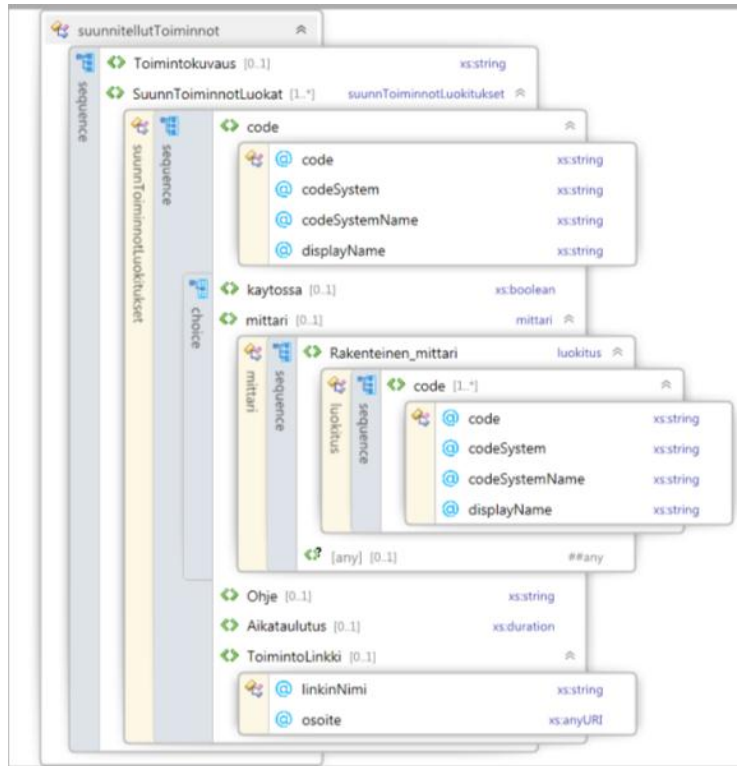 suunnitellutToiminnot
sequence
Toimintokuvaus [0..1] xs:string
SuunnToiminnotLuokat [1..*] suunnToiminnotLuokitukset
suunnToiminnotLuokitukset
sequence
code
@ code xs:string
@ codeSystem xs:string
@ codeSystemName xs:string
@ displayName xs:string
choice
kaytossa [0..1] xs:boolean
mittari [0..1] mittari
mittari
sequence
Rakenteinen_mittari luokitus
luokitus
sequence
code [1..*]
@ code xs:string
@ codeSystem xs:string
@ codeSystemName xs:string
@ displayName xs:string
[any] [0..1] ##any
Ohje [0..1] xs:string
Aikataulutus [0..1] xs:duration
ToimintoLinkki [0..1]
@ linkinNimi xs:string
@ osoite xs:anyURI